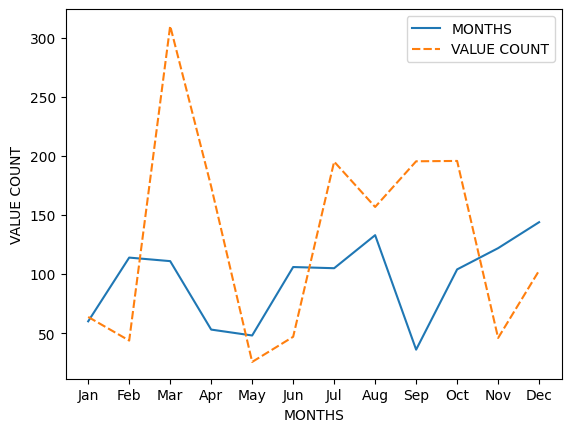 MONTHS
VALUE COUNT
300
250
200
150
100
50
VALUE COUNT
Jan Feb Mar Apr May Jun Jul Aug Sep Oct Nov Dec
MONTHS